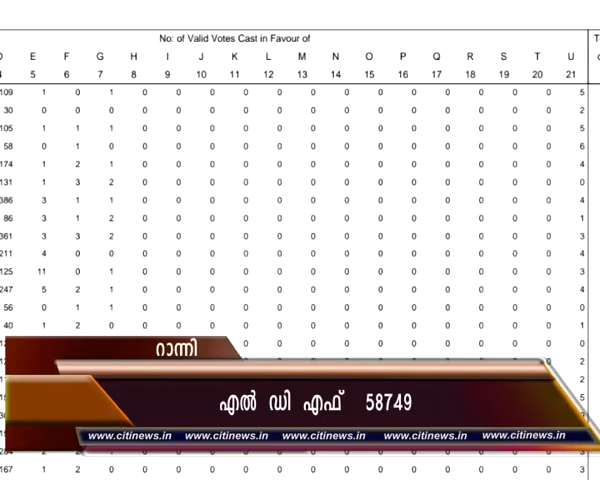 No: of Valid Votes Cast in Favour of
E F G H I J K L M N O P Q R S T U
5 6 7 8 9 10 11 12 13 14 15 16 17 18 19 20 21
109 1 0 1 0 0 0 0 0 0 0 0 0 0 0 0 0 5
30 0 0 0 0 0 0 0 0 0 0 0 0 0 0 0 0 2
105 1 1 1 0 0 0 0 0 0 0 0 0 0 0 0 0 5
58 0 1 0 0 0 0 0 0 0 0 0 0 0 0 0 0 6
174 1 2 1 0 0 0 0 0 0 0 0 0 0 0 0 0 4
131 1 3 2 0 0 0 0 0 0 0 0 0 0 0 0 0 0
386 3 1 1 0 0 0 0 0 0 0 0 0 0 0 0 0 4
86 3 1 2 0 0 0 0 0 0 0 0 0 0 0 0 0 1
361 3 3 2 0 0 0 0 0 0 0 0 0 0 0 0 0 3
211 4 0 0 0 0 0 0 0 0 0 0 0 0 0 0 0 4
125 11 0 1 0 0 0 0 0 0 0 0 0 0 0 0 0 3
247 5 2 1 0 0 0 0 0 0 0 0 0 0 0 0 0 4
56 0 1 1 0 0 0 0 0 0 0 0 0 0 0 0 0 0
40 1 2 0 0 0 0 0 0 0 0 0 0 0 0 0 0 1
0 0 0 0 0 0 0 0 0 0 0
റാന്നി
2
2
എൽ ഡി എഫ് 58749
5
www.citinews.in www.citinews.in www.citinews.in www.citinews.in www.citinews.in
167 1 2 0 0 0 0 0 0 0 0 0 0 0 0 0 0 3